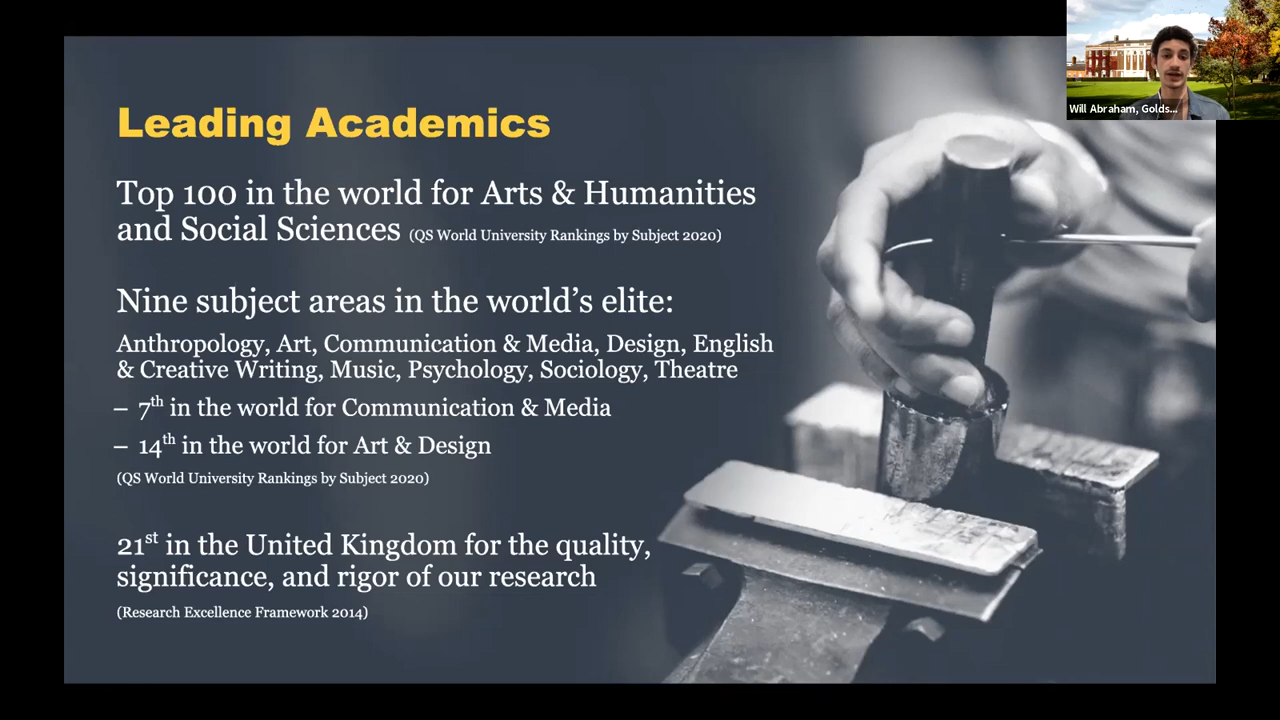 Leading Academics
Top 100 in the world for Arts & Humanities
and Social Sciences (QS World University Rankings by Subject 2020)
Nine subject areas in the world's elite:
Anthropology, Art, Communication & Media, Design, English
& Creative Writing, Music, Psychology, Sociology, Theatre
– 7th in the world for Communication & Media
– 14th in the world for Art & Design
(QS World University Rankings by Subject 2020)
21st in the United Kingdom for the quality,
significance, and rigor of our research
(Research Excellence Framework 2014)
Will Abraham, Golds...